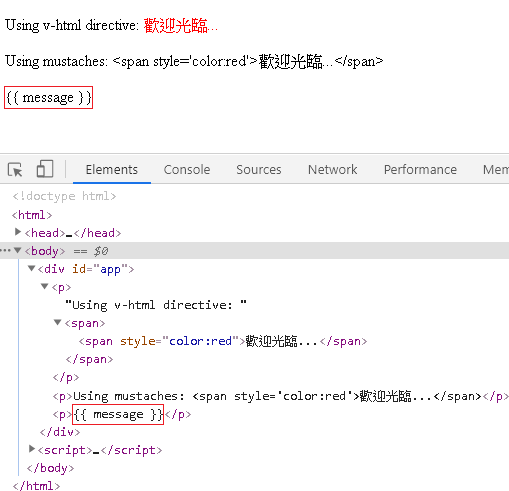 Using v-html directive: 歡迎光臨...
Using mustaches: <span style='color:red'>歡迎光臨...</span>
{{ message }}
Elements Console Sources Network Performance Mem
<!doctype html>
<html>
<head>…</head>
<body> == $0
<div id="app">
<p>
"Using v-html directive: "
<span>
<span style="color:red">歡迎光臨...</span>
</span>
</p>
<p>Using mustaches: <span style='color:red'>歡迎光臨...</span></p>
<p>{{ message }}</p>
</div>
<script>…</script>
</body>
</html>